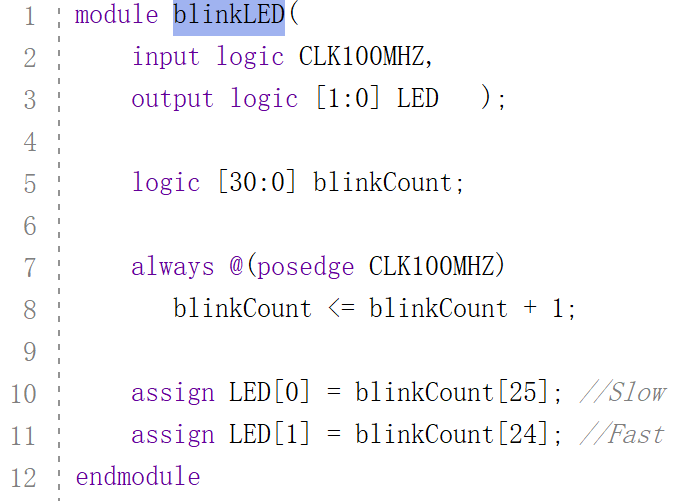 1 module blinkLED(
2 input logic CLK100MHZ,
3 output logic [1:0] LED );
4
5 logic [30:0] blinkCount;
6
7 always @(posedge CLK100MHZ)
8 blinkCount <= blinkCount + 1;
9
10 assign LED[0] = blinkCount[25]; //Slow
11 assign LED[1] = blinkCount[24]; //Fast
12 endmodule